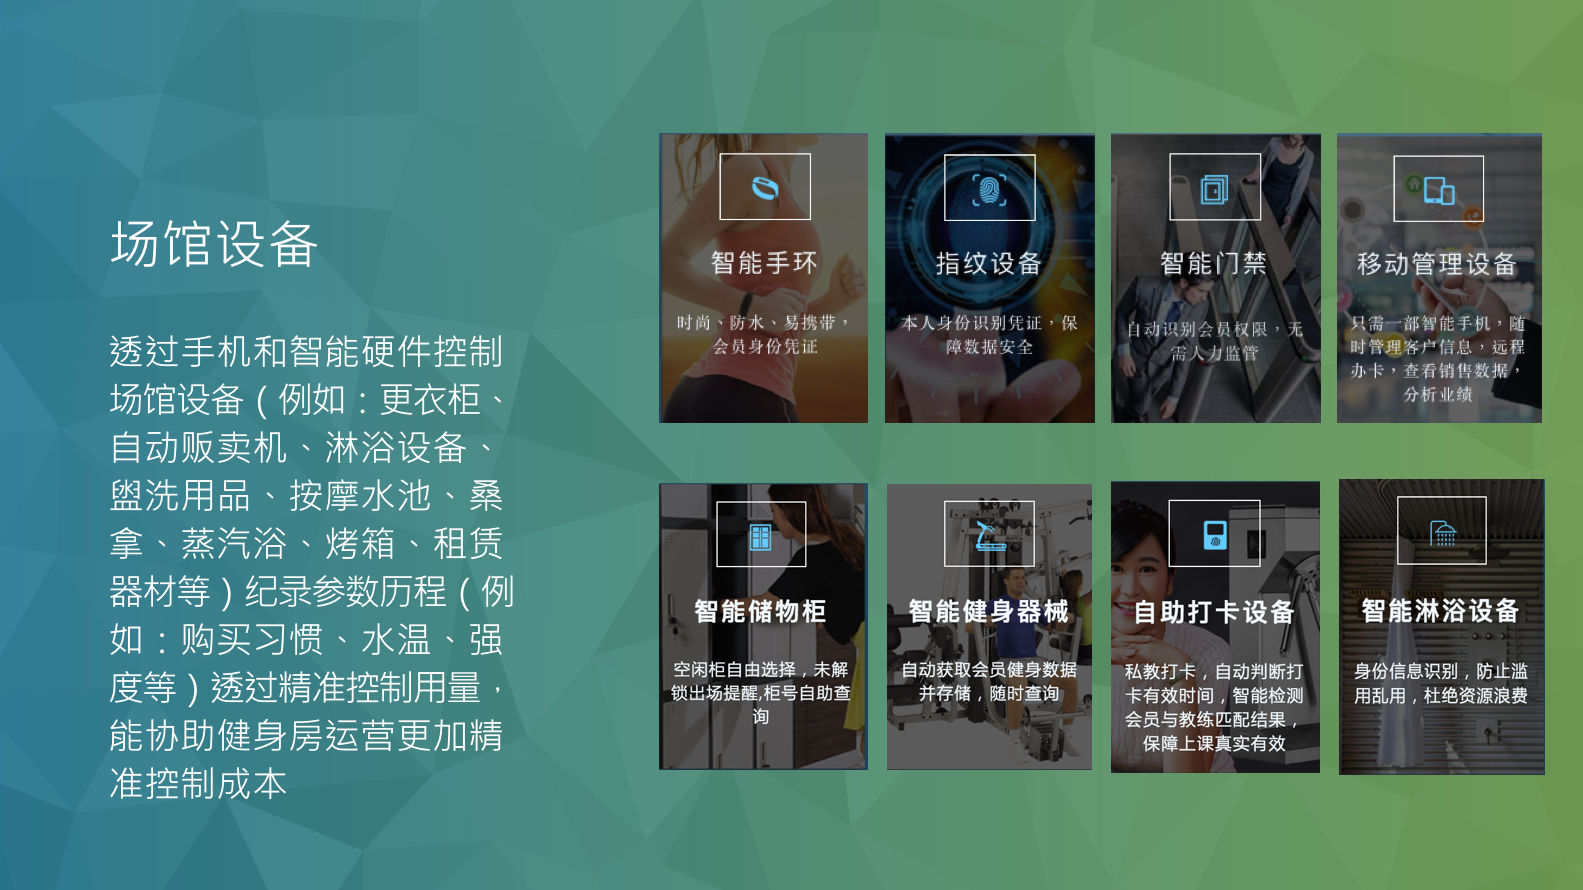 场馆设备
透过手机和智能硬件控制
场馆设备（例如：更衣柜、
自动贩卖机、淋浴设备、
盥洗用品、按摩水池、桑
拿、蒸汽浴、烤箱、租赁
器材等）纪录参数历程（例
如：购买习惯、水温、强
度等）透过精准控制用量，
能协助健身房运营更加精
准控制成本
智能手环
时尚、防水、易携带，
会员身份凭证
指纹设备
本人身份识别凭证，保
障数据安全
智能门禁
自动识别会员权限，无
需人力监管
移动管理设备
只需一部智能手机，随
时管理客户信息，远程
办卡，查看销售数据，
分析业绩
智能储物柜
空闲柜自由选择，未解
锁出场提醒,柜号自助查
询
智能健身器械
自动获取会员健身数据
并存储，随时查询
自助打卡设备
私教打卡，自动判断打
卡有效时间，智能检测
会员与教练匹配结果，
保障上课真实有效
智能淋浴设备
身份信息识别，防止滥
用乱用，杜绝资源浪费